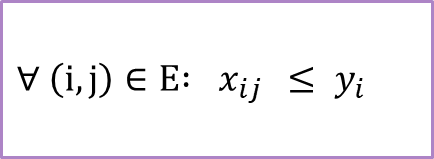 ∀ (i,j) ∈ E: x_{ij} ≤ y_i